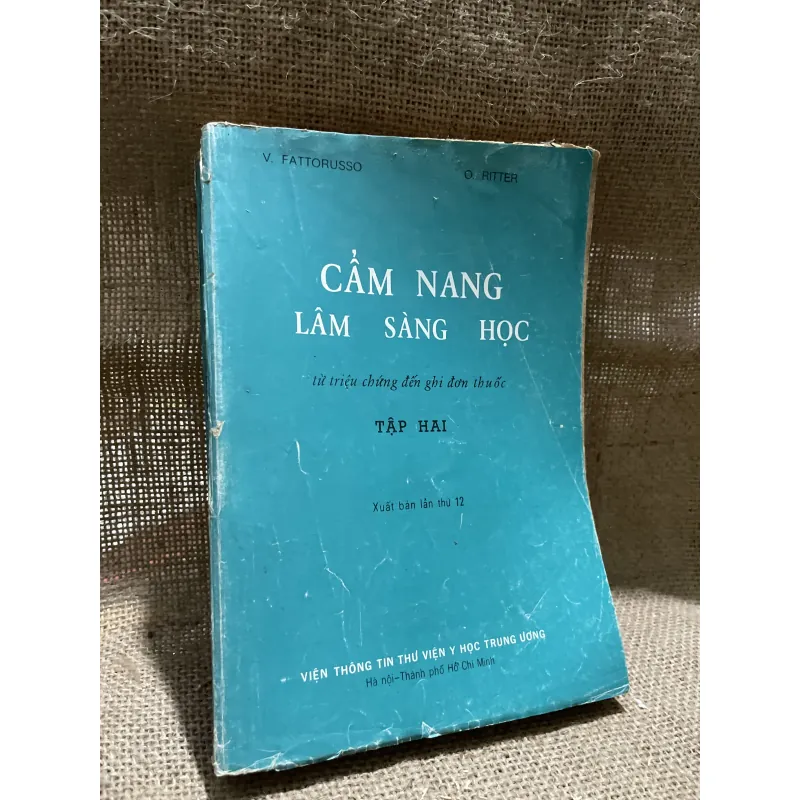 V. FATTORUSSO O. RITTER
CẨM NANG
LÂM SÀNG HỌC
từ triệu chứng đến ghi đơn thuốc
TẬP HAI
Xuất bản lần thứ 12
VIỆN THÔNG TIN THƯ VIỆN Y HỌC TRUNG ƯƠNG
Hà nội-Thành phố Hồ Chí Minh